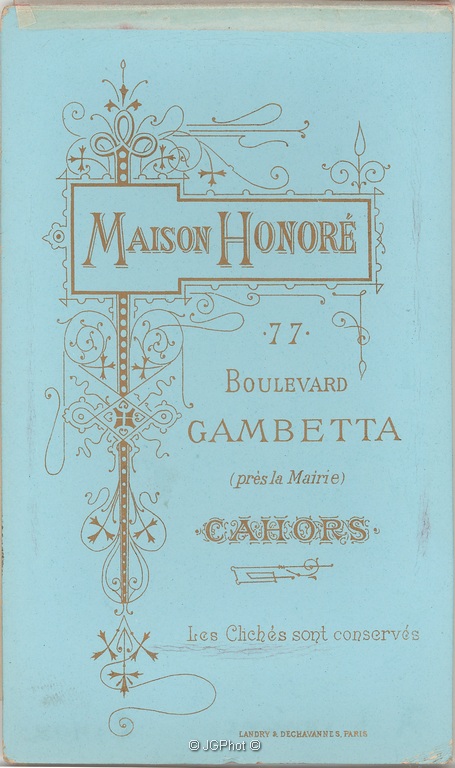 MAISON HONORÉ
·77·
BOULEVARD
GAMBETTA
(près la Mairie)
·CAHORS·
Les Clichés sont conservés
LANDRY & DECHAVANNES, PARIS
© JGPhot ©